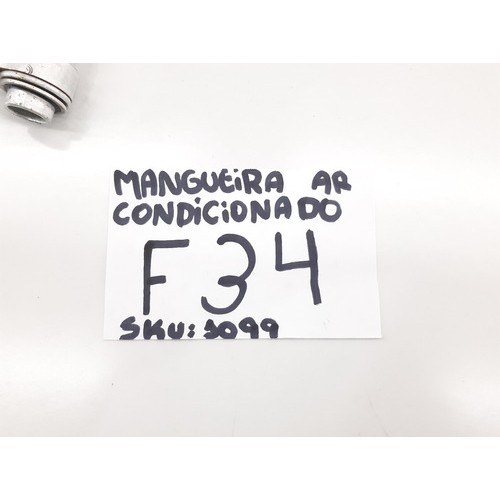 MANGUEIRA AR
CONDICIONADO
F34
SKU: 3099